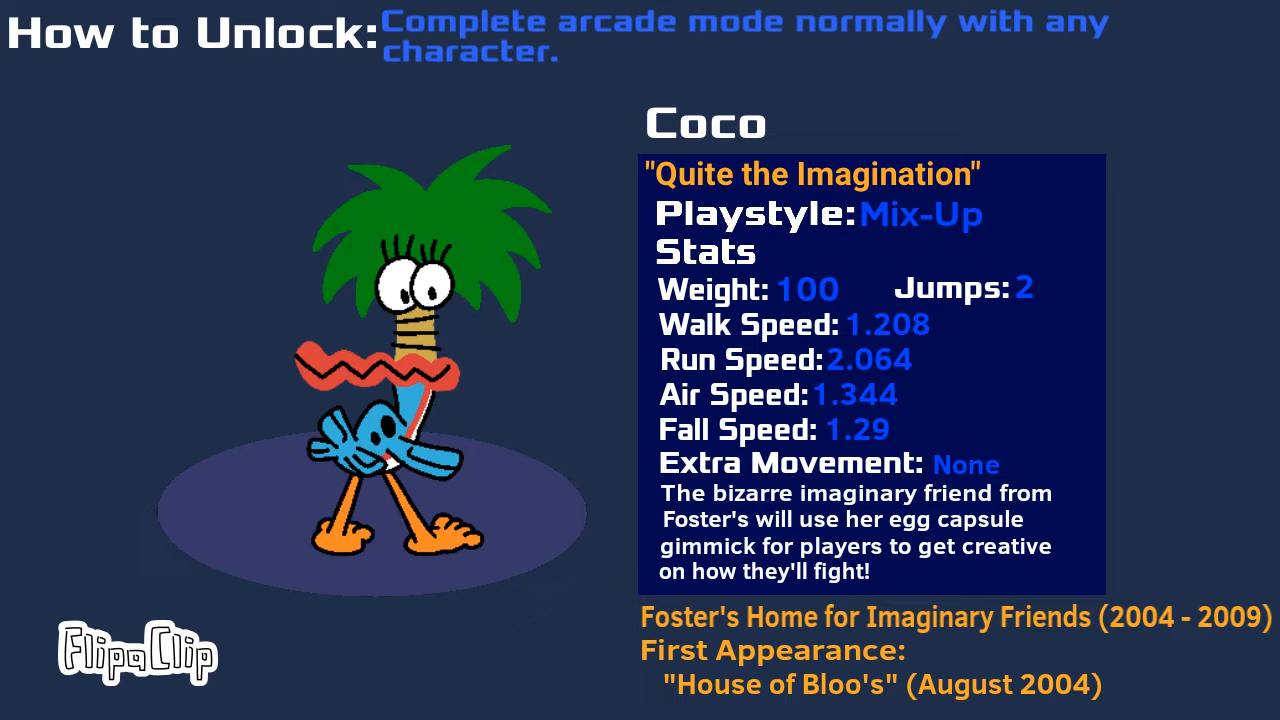 How to Unlock: Complete arcade mode normally with any
character.
Coco
"Quite the Imagination"
Playstyle: Mix-Up
Stats
Weight: 100 Jumps: 2
Walk Speed: 1.208
Run Speed: 2.064
Air Speed: 1.344
Fall Speed: 1.29
Extra Movement: None
The bizarre imaginary friend from
Foster's will use her egg capsule
gimmick for players to get creative
on how they'll fight!
Foster's Home for Imaginary Friends (2004 - 2009)
First Appearance:
"House of Bloo's" (August 2004)
FlipaClip